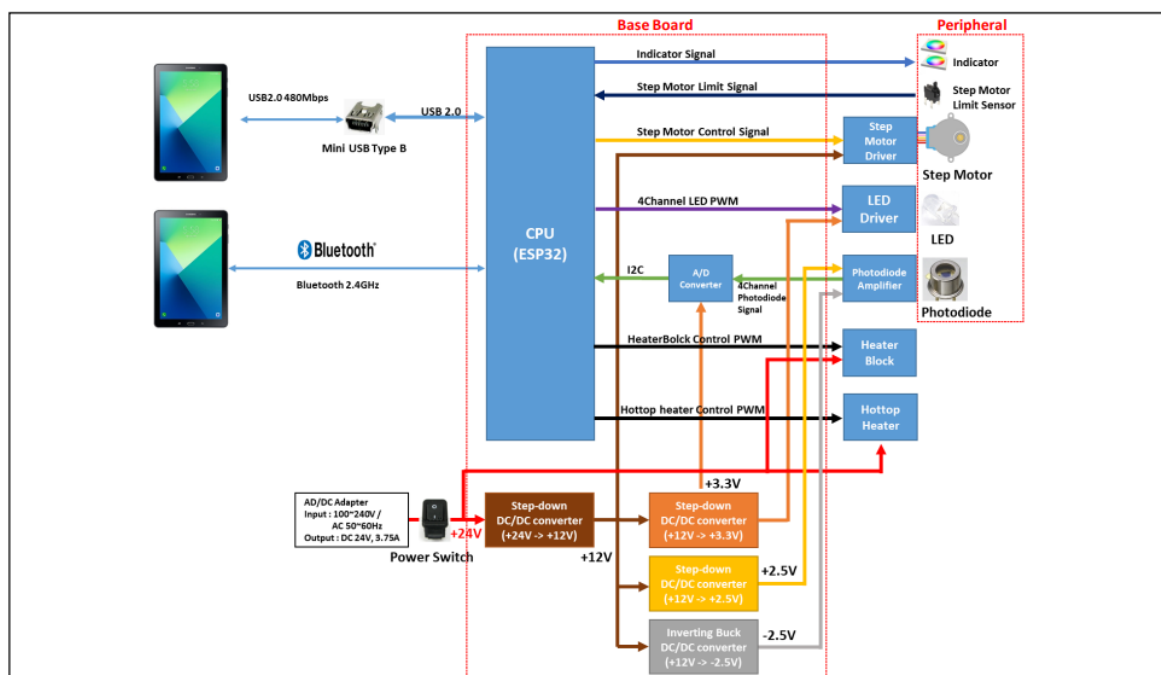 Base Board
Peripheral
Indicator Signal
Indicator
Step Motor Limit Signal
Step Motor
Limit Sensor
USB2.0 480Mbps
USB 2.0
Mini USB Type B
Step Motor Control Signal
Step
Motor
Driver
Step Motor
4Channel LED PWM
LED
Driver
LED
CPU
(ESP32)
Bluetooth
Bluetooth 2.4GHz
I2C
A/D
Converter
4Channel
Photodiode
Signal
Photodiode
Amplifier
Photodiode
HeaterBolck Control PWM
Heater
Block
Hottop heater Control PWM
Hottop
Heater
+3.3V
AD/DC Adapter
Input : 100~240V /
AC 50~60Hz
Output : DC 24V, 3.75A
Power Switch
+24V
Step-down
DC/DC converter
(+24V -> +12V)
+12V
Step-down
DC/DC converter
(+12V -> +3.3V)
Step-down
DC/DC converter
(+12V -> +2.5V)
+2.5V
Inverting Buck
DC/DC converter
(+12V -> -2.5V)
-2.5V